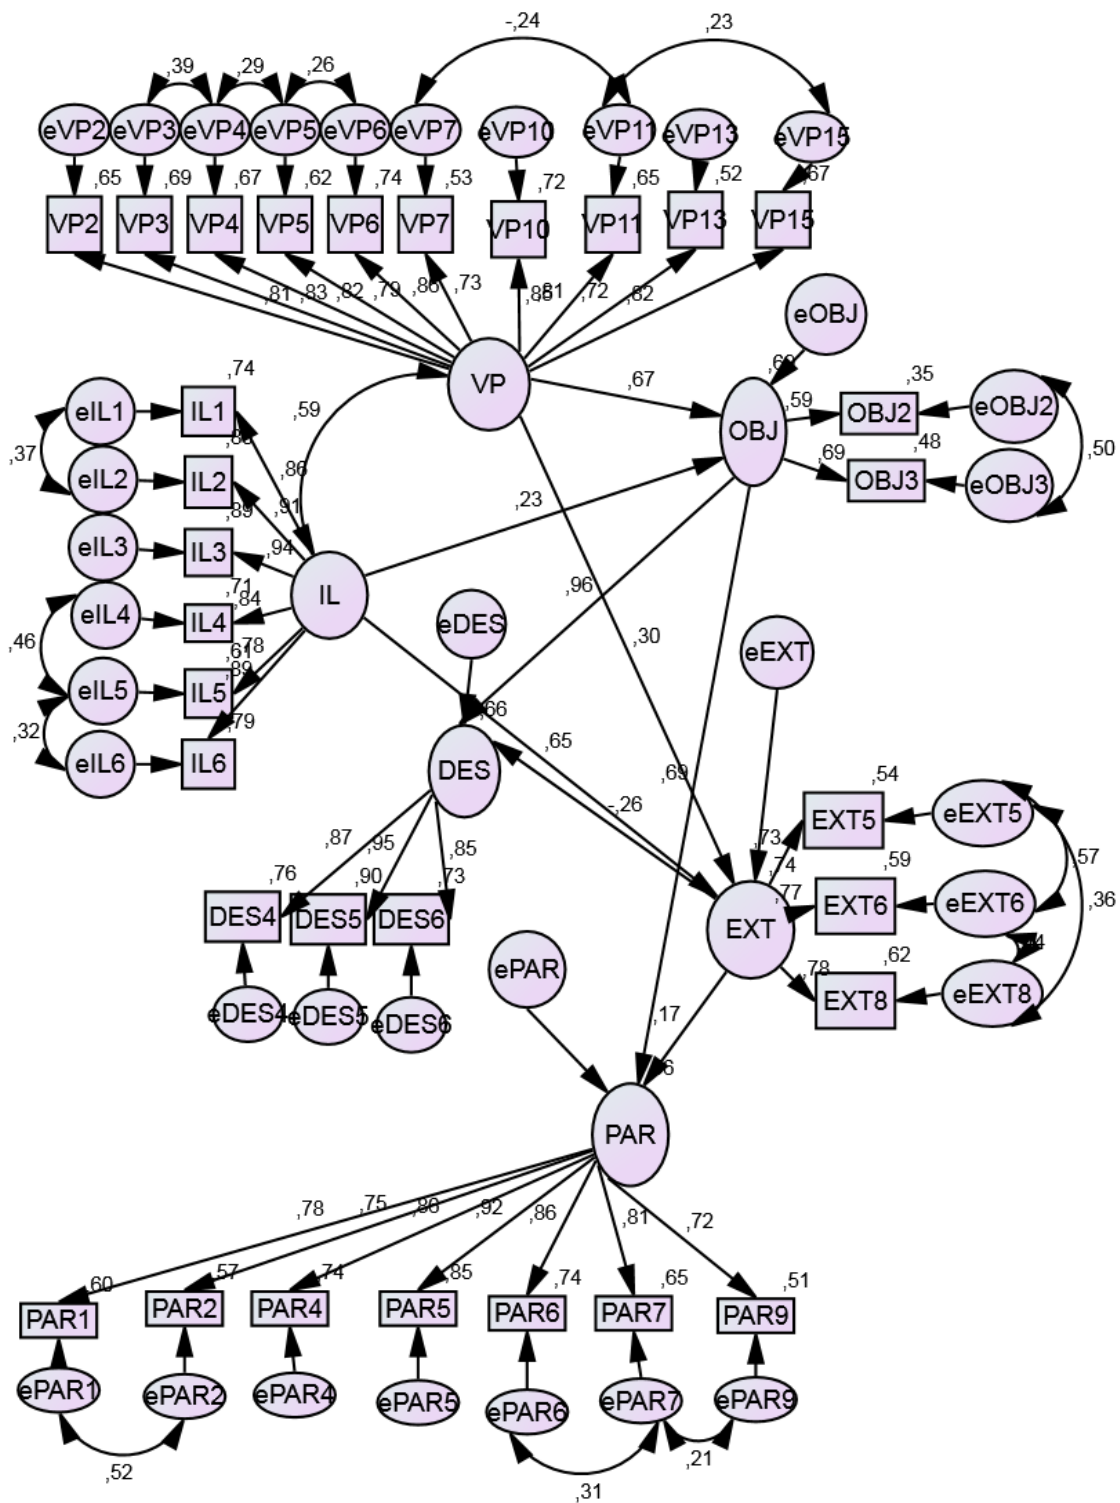 -,24
,23
,39
,29
,26
eVP2
eVP3
eVP4
eVP5
eVP6
eVP7
eVP10
eVP11
eVP13
eVP15
,65
,69
,67
,62
,74
,53
,72
,65
,52
,67
VP2
VP3
VP4
VP5
VP6
VP7
VP10
VP11
VP13
VP15
,81
,83
,82
,79
,86
,73
,81
,72
,82
eOBJ
VP
,67
,59
OBJ
,59
,35
OBJ2
eOBJ2
,69
,48
OBJ3
eOBJ3
,50
,74
eIL1
IL1
,37
,86
eIL2
IL2
,91
,89
eIL3
IL3
,94
,23
IL
,71
eIL4
IL4
,84
,46
,61
,78
eIL5
IL5
,89
,32
,79
eIL6
IL6
,96
,30
eDES
eEXT
,66
DES
,65
,69
-,26
,87
,95
,85
,76
,90
,73
DES4
DES5
DES6
eDES4
eDES5
eDES6
,73
,74
,77
,78
EXT
,54
EXT5
eEXT5
,57
,59
EXT6
eEXT6
,36
,62
EXT8
eEXT8
ePAR
,17
PAR
,78
,75
,86
,92
,86
,81
,72
,60
,57
,74
,85
,74
,65
,51
PAR1
PAR2
PAR4
PAR5
PAR6
PAR7
PAR9
ePAR1
ePAR2
ePAR4
ePAR5
ePAR6
ePAR7
ePAR9
,52
,31
,21